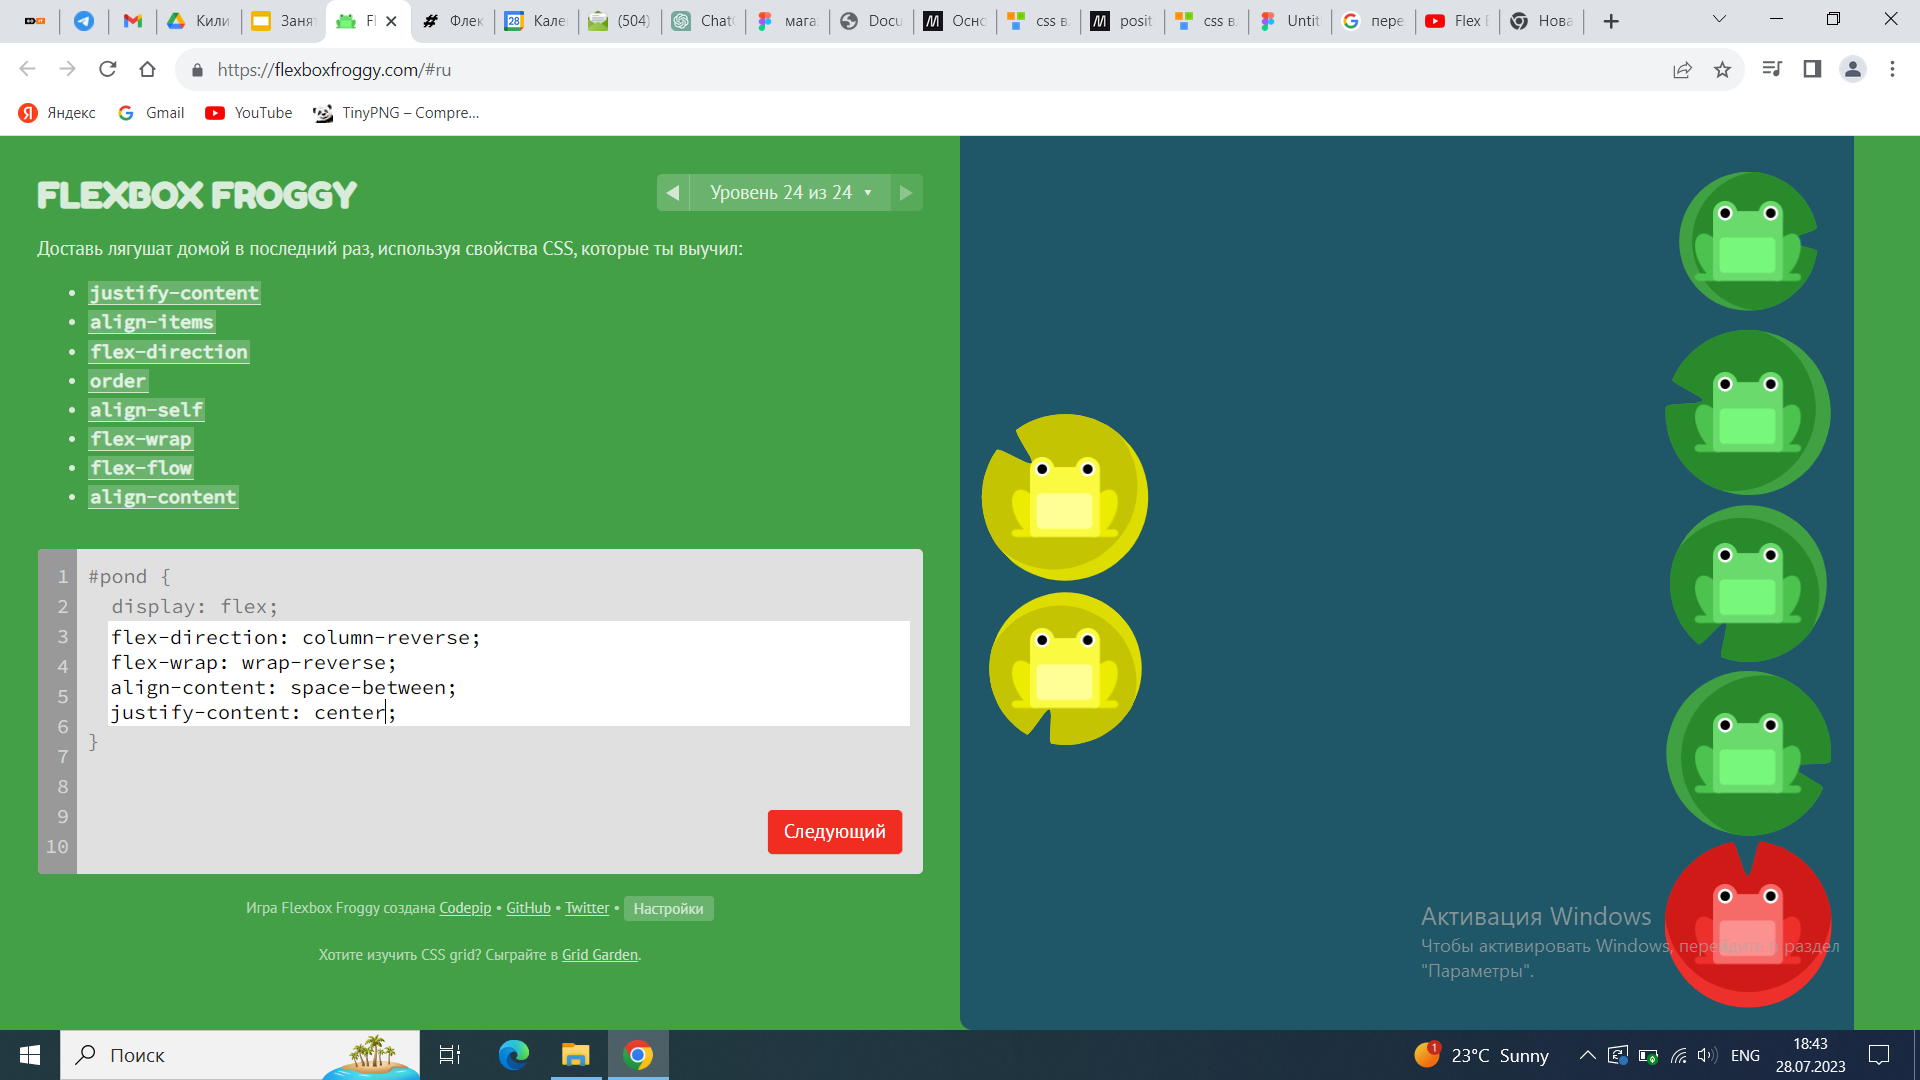 Кили
Занят
Fl
Флек
Кале
(504)
Chat
мага
Docu
Осно
css в
posit
css в
Untit
пере
Flex B
Нова
https://flexboxfroggy.com/#ru
Яндекс
Gmail
YouTube
TinyPNG – Compre...
FLEXBOX FROGGY
Уровень 24 из 24
Доставь лягушат домой в последний раз, используя свойства CSS, которые ты выучил:
justify-content
align-items
flex-direction
order
align-self
flex-wrap
flex-flow
align-content
1 #pond {
2 display: flex;
3 flex-direction: column-reverse;
4 flex-wrap: wrap-reverse;
5 align-content: space-between;
6 justify-content: center;
7 }
8
9
10
Следующий
Игра Flexbox Froggy создана Codepip • GitHub • Twitter • Настройки
Хотите изучить CSS grid? Сыграйте в Grid Garden.
Активация Windows
Чтобы активировать Windows, перейдите в раздел
"Параметры".
Поиск
1
23°C Sunny
ENG
18:43
28.07.2023